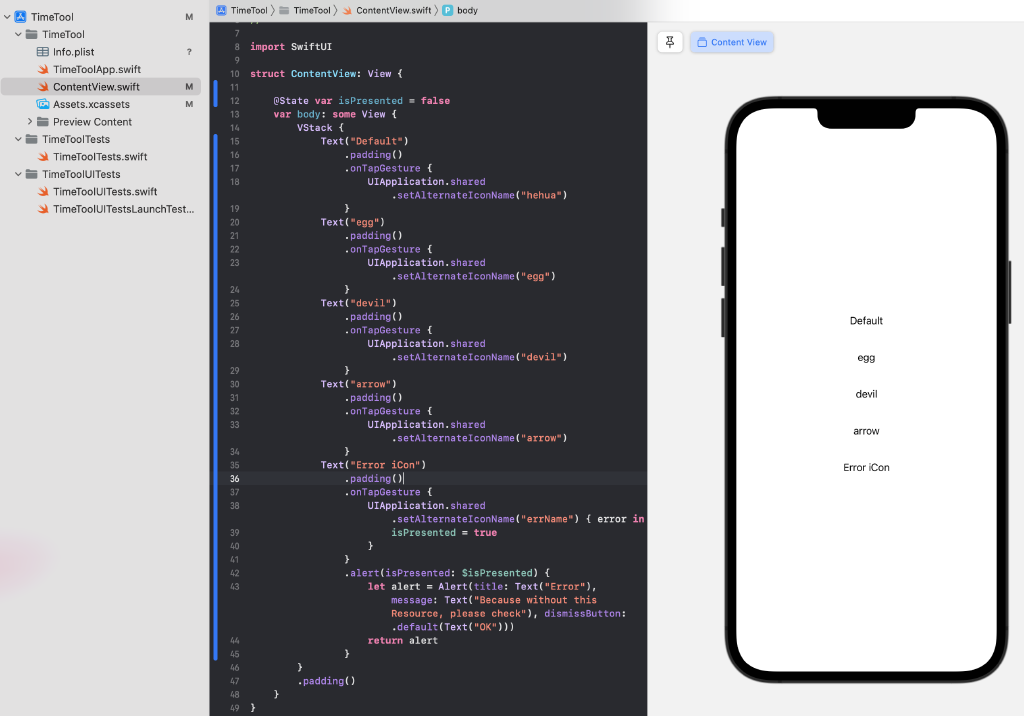 TimeTool
M
TimeTool
Info.plist
?
TimeToolApp.swift
ContentView.swift
M
Assets.xcassets
M
Preview Content
TimeToolTests
TimeToolTests.swift
TimeToolUITests
TimeToolUITests.swift
TimeToolUITestsLaunchTest...
TimeTool 〉 TimeTool 〉 ContentView.swift 〉 P body
7
8 import SwiftUI
9
10 struct ContentView: View {
11
12 @State var isPresented = false
13 var body: some View {
14 VStack {
15 Text("Default")
16 .padding()
17 .onTapGesture {
18 UIApplication.shared
.setAlternateIconName("hehua")
19 }
20 Text("egg")
21 .padding()
22 .onTapGesture {
23 UIApplication.shared
.setAlternateIconName("egg")
24 }
25 Text("devil")
26 .padding()
27 .onTapGesture {
28 UIApplication.shared
.setAlternateIconName("devil")
29 }
30 Text("arrow")
31 .padding()
32 .onTapGesture {
33 UIApplication.shared
.setAlternateIconName("arrow")
34 }
35 Text("Error iCon")
36 .padding()
37 .onTapGesture {
38 UIApplication.shared
.setAlternateIconName("errName") { error in
39 isPresented = true
40 }
41 }
42 .alert(isPresented: $isPresented) {
43 let alert = Alert(title: Text("Error"),
message: Text("Because without this
Resource, please check"), dismissButton:
.default(Text("OK")))
44 return alert
45 }
46 }
47 .padding()
48 }
49 }
Content View
Default
egg
devil
arrow
Error iCon